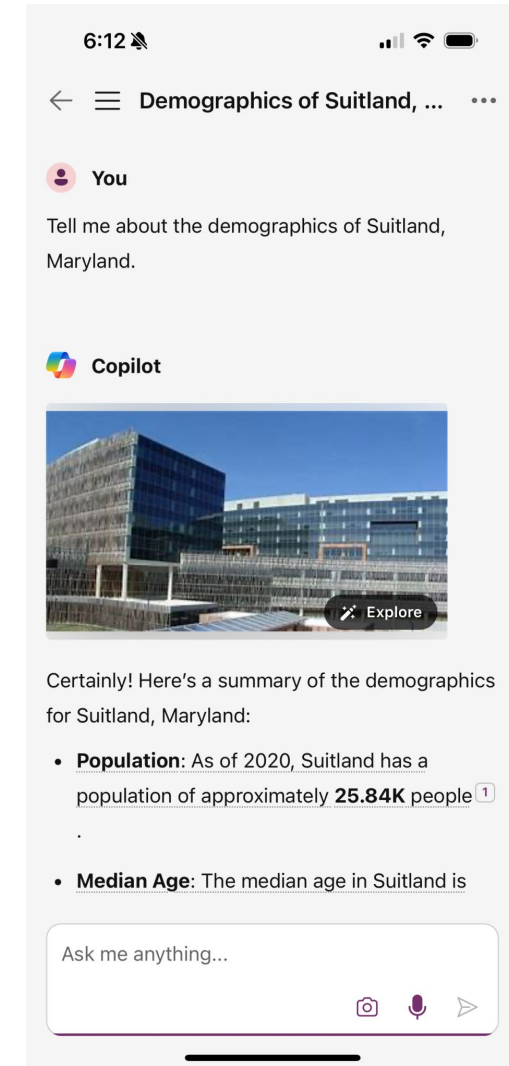 6:12
Demographics of Suitland, ...
You
Tell me about the demographics of Suitland,
Maryland.
Copilot
Explore
Certainly! Here’s a summary of the demographics
for Suitland, Maryland:
• Population: As of 2020, Suitland has a
population of approximately 25.84K people 1
.
• Median Age: The median age in Suitland is
Ask me anything...